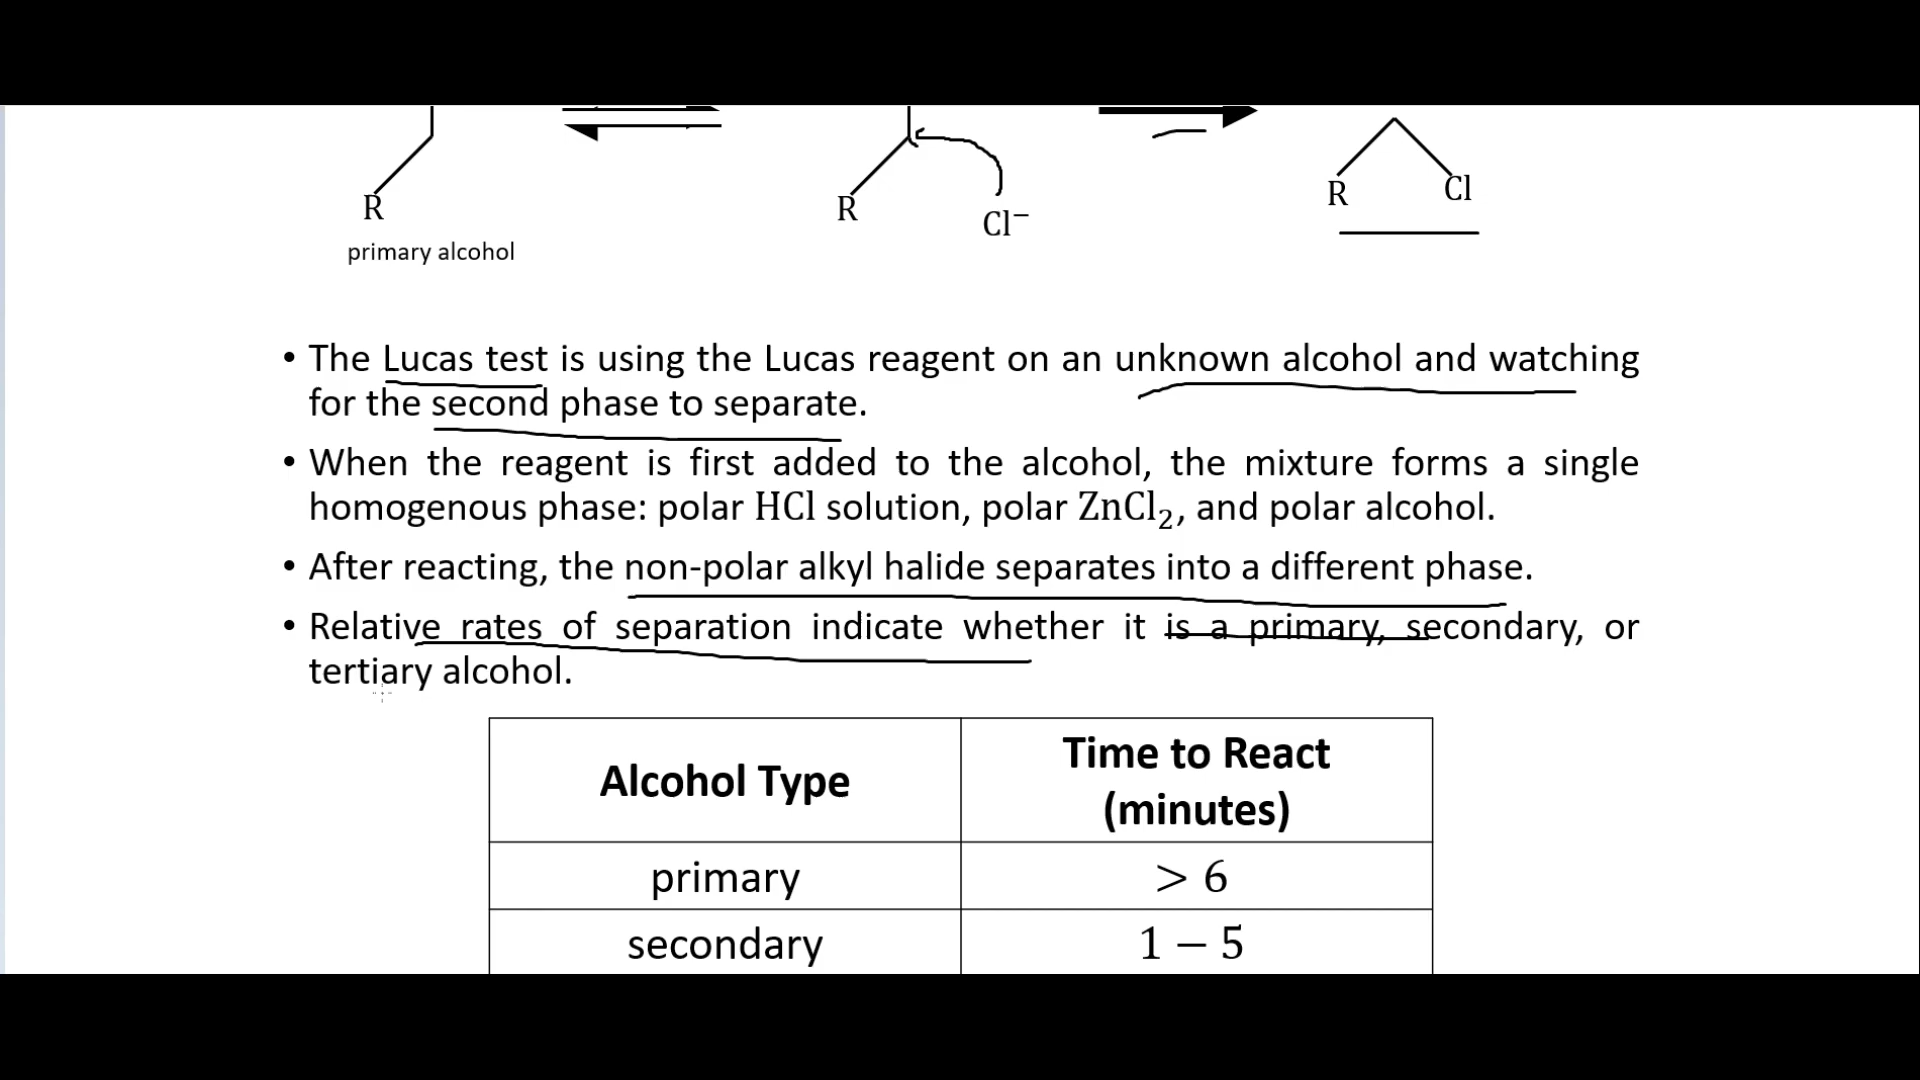 R
Cl
R
R
Cl⁻
primary alcohol
• The Lucas test is using the Lucas reagent on an unknown alcohol and watching
for the second phase to separate.
• When the reagent is first added to the alcohol, the mixture forms a single
homogenous phase: polar HCl solution, polar ZnCl₂, and polar alcohol.
• After reacting, the non-polar alkyl halide separates into a different phase.
• Relative rates of separation indicate whether it is a primary, secondary, or
tertiary alcohol.
Alcohol Type
Time to React
(minutes)
primary
> 6
secondary
1 – 5